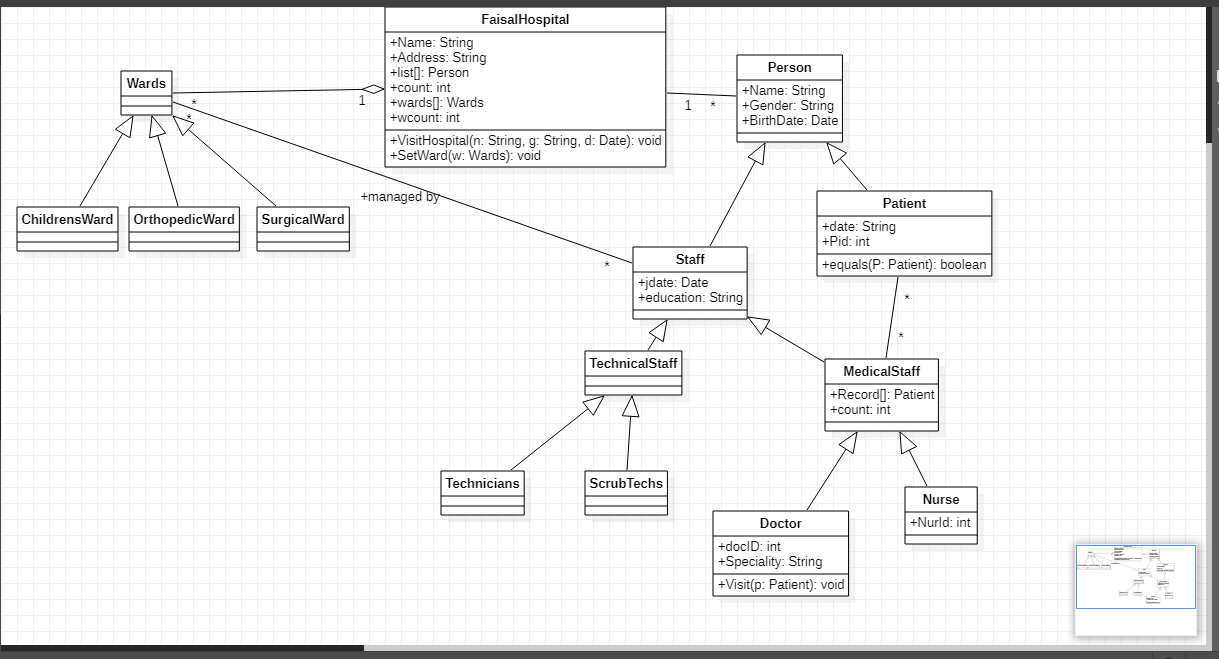 FaisalHospital
+Name: String
+Address: String
+list[]: Person
+count: int
+wards[]: Wards
+wcount: int
+VisitHospital(n: String, g: String, d: Date): void
+SetWard(w: Wards): void
Wards
*
*
1
1
*
Person
+Name: String
+Gender: String
+BirthDate: Date
ChildrensWard
OrthopedicWard
SurgicalWard
+managed by
*
Patient
+date: String
+Pid: int
+equals(P: Patient): boolean
Staff
+jdate: Date
+education: String
*
*
TechnicalStaff
MedicalStaff
+Record[]: Patient
+count: int
Technicians
ScrubTechs
Doctor
+docID: int
+Speciality: String
+Visit(p: Patient): void
Nurse
+NurId: int